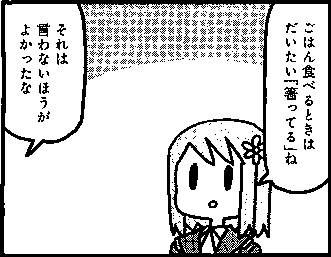 ごはん食べるときは
だいたい「箸ってる」ね
それは
言わないほうが
よかったな